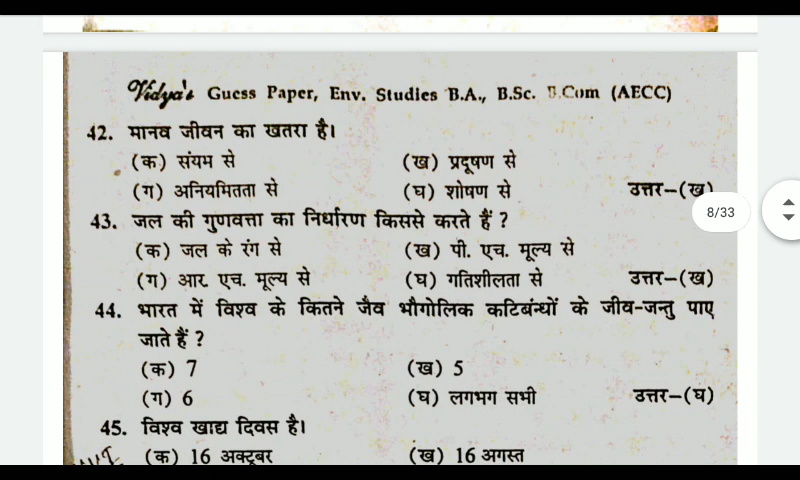 Vidya's Guess Paper, Env. Studies B.A., B.Sc. B.Com (AECC)
42. मानव जीवन का खतरा है।
(क) संयम से (ख) प्रदूषण से
(ग) अनियमितता से (घ) शोषण से उत्तर–(ख)
8/33
43. जल की गुणवत्ता का निर्धारण किससे करते हैं ?
(क) जल के रंग से (ख) पी. एच. मूल्य से
(ग) आर. एच. मूल्य से (घ) गतिशीलता से उत्तर–(ख)
44. भारत में विश्व के कितने जैव भौगोलिक कटिबंन्धों के जीव-जन्तु पाए
जाते हैं ?
(क) 7 (ख) 5
(ग) 6 (घ) लगभग सभी उत्तर–(घ)
45. विश्व खाद्य दिवस है।
(क) 16 अक्टूबर (ख) 16 अगस्त